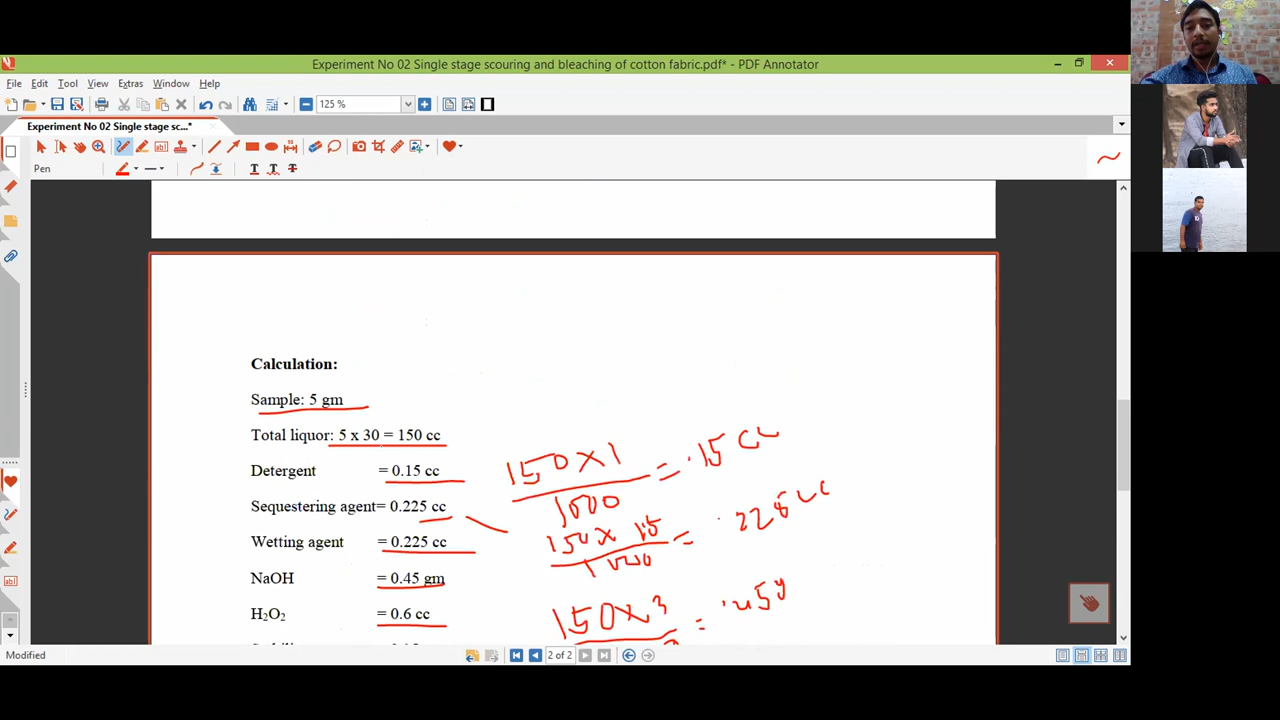 Experiment No 02 Single stage scouring and bleaching of cotton fabric.pdf* - PDF Annotator
File Edit Tool View Extras Window Help
125 %
Experiment No 02 Single stage sc...*
Pen
Calculation:
Sample: 5 gm
Total liquor: 5 x 30 = 150 cc
Detergent = 0.15 cc
Sequestering agent= 0.225 cc
Wetting agent = 0.225 cc
NaOH = 0.45 gm
H2O2 = 0.6 cc
150 x 1
1000
= .15 cc
150 x 1.5
1000
= .225 cc
150 x 3
= .45 g
Modified
2 of 2